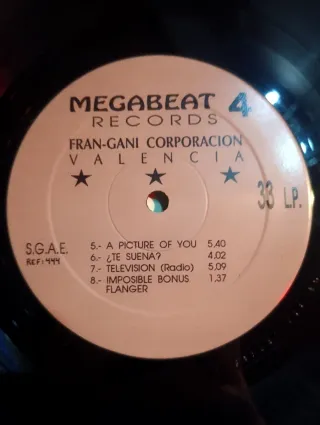 MEGABEAT 4
RECORDS
FRAN-GANI CORPORACION
VALENCIA
33 L.P.
S.G.A.E.
REF: 444
5.- A PICTURE OF YOU 5,40
6.- ¿TE SUENA? 4.02
7.- TELEVISION (Radio) 5.09
8.- IMPOSIBLE BONUS 1,37
FLANGER